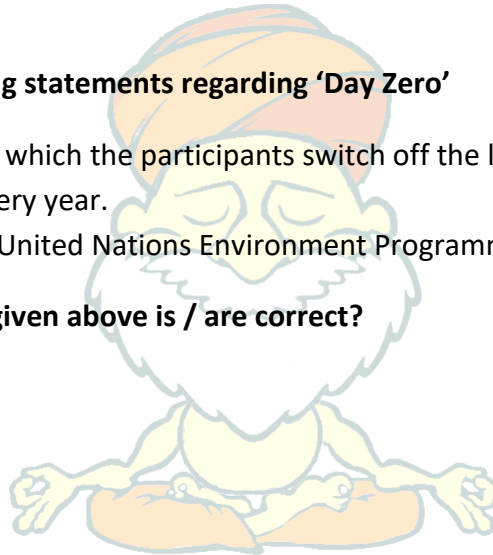 g statements regarding ‘Day Zero’
which the participants switch off the l
ery year.
United Nations Environment Programm
given above is / are correct?